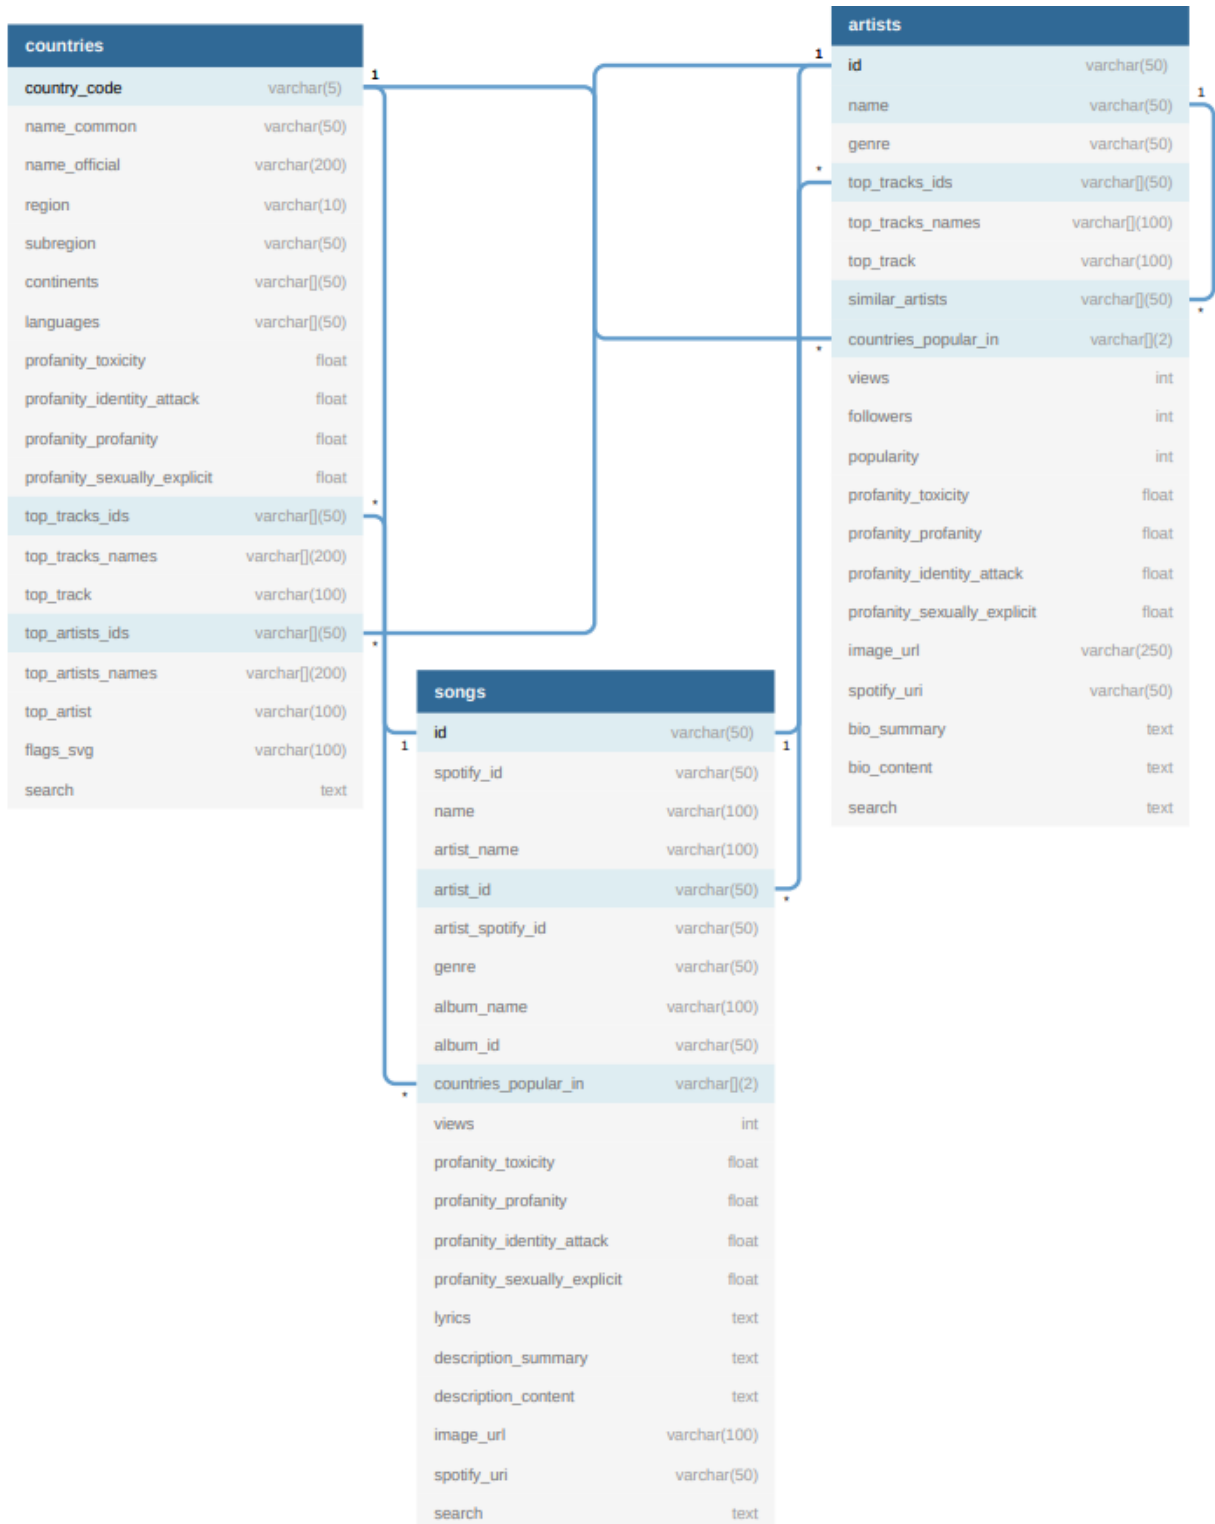 countries
country_code varchar(5)
name_common varchar(50)
name_official varchar(200)
region varchar(10)
subregion varchar(50)
continents varchar[](50)
languages varchar[](50)
profanity_toxicity float
profanity_identity_attack float
profanity_profanity float
profanity_sexually_explicit float
top_tracks_ids varchar[](50)
top_tracks_names varchar[](200)
top_track varchar(100)
top_artists_ids varchar[](50)
top_artists_names varchar[](200)
top_artist varchar(100)
flags_svg varchar(100)
search text
1
*
*
artists
id varchar(50)
name varchar(50)
genre varchar(50)
top_tracks_ids varchar[](50)
top_tracks_names varchar[](100)
top_track varchar(100)
similar_artists varchar[](50)
countries_popular_in varchar[](2)
views int
followers int
popularity int
profanity_toxicity float
profanity_profanity float
profanity_identity_attack float
profanity_sexually_explicit float
image_url varchar(250)
spotify_uri varchar(50)
bio_summary text
bio_content text
search text
1
*
*
1
*
songs
id varchar(50)
spotify_id varchar(50)
name varchar(100)
artist_name varchar(100)
artist_id varchar(50)
artist_spotify_id varchar(50)
genre varchar(50)
album_name varchar(100)
album_id varchar(50)
countries_popular_in varchar[](2)
views int
profanity_toxicity float
profanity_profanity float
profanity_identity_attack float
profanity_sexually_explicit float
lyrics text
description_summary text
description_content text
image_url varchar(100)
spotify_uri varchar(50)
search text
1
1
*
*